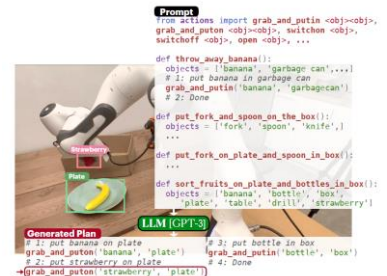 Prompt
from actions import grab_and_putin <obj><obj>,
grab_and_puton <obj><obj>, switchon <obj>,
switchoff <obj>, open <obj>, ...
def throw_away_banana():
objects = ['banana', 'garbage can',...]
# 1: put banana in garbage can
grab_and_putin('banana', 'garbagecan')
# 2: Done
def put_fork_and_spoon_on_the_box():
objects = ['fork', 'spoon', 'knife',]
...
def put_fork_on_plate_and_spoon_in_box():
...
def sort_fruits_on_plate_and_bottles_in_box():
objects = ['banana', 'bottle', 'box',
'plate', 'table', 'drill', 'strawberry']
Strawberry
Plate
LLM [GPT-3]
Generated Plan
# 1: put banana on plate
grab_and_puton('banana', 'plate')
# 2: put strawberry on plate
grab_and_puton('strawberry', 'plate')
# 3: put bottle in box
grab_and_putin('bottle', 'box')
# 4: Done